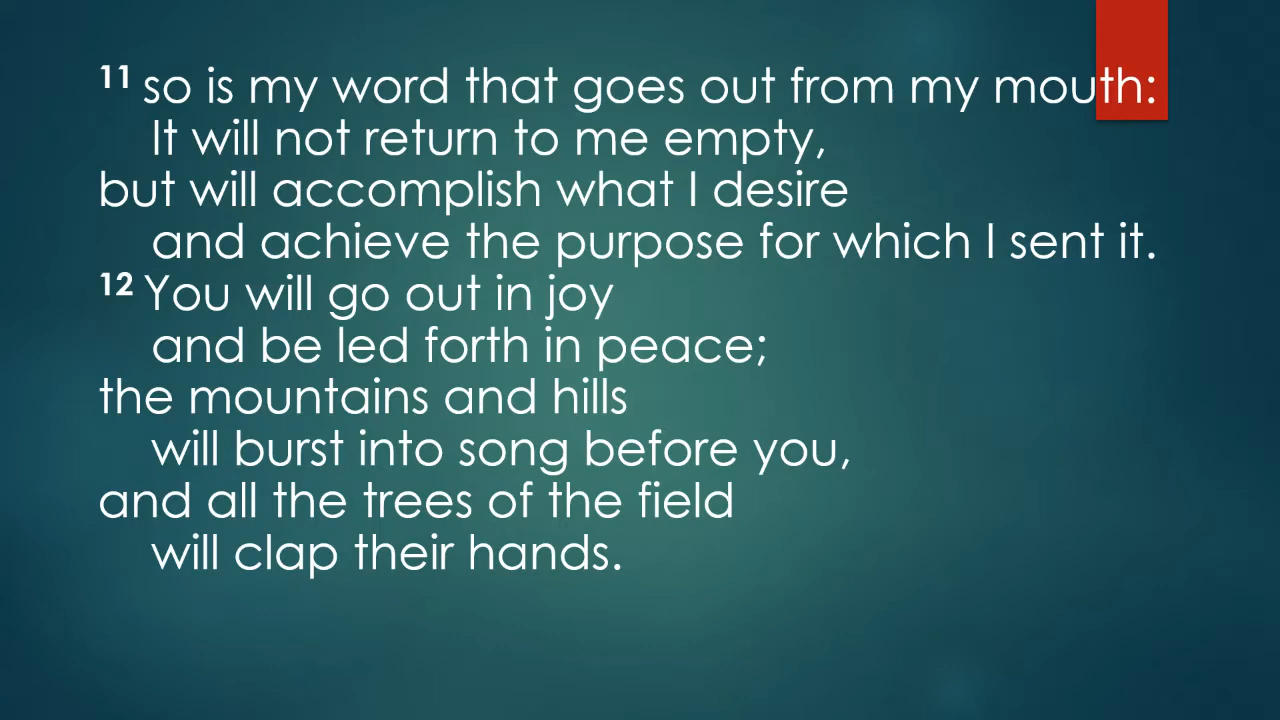 11 so is my word that goes out from my mouth:
It will not return to me empty,
but will accomplish what I desire
and achieve the purpose for which I sent it.
12 You will go out in joy
and be led forth in peace;
the mountains and hills
will burst into song before you,
and all the trees of the field
will clap their hands.